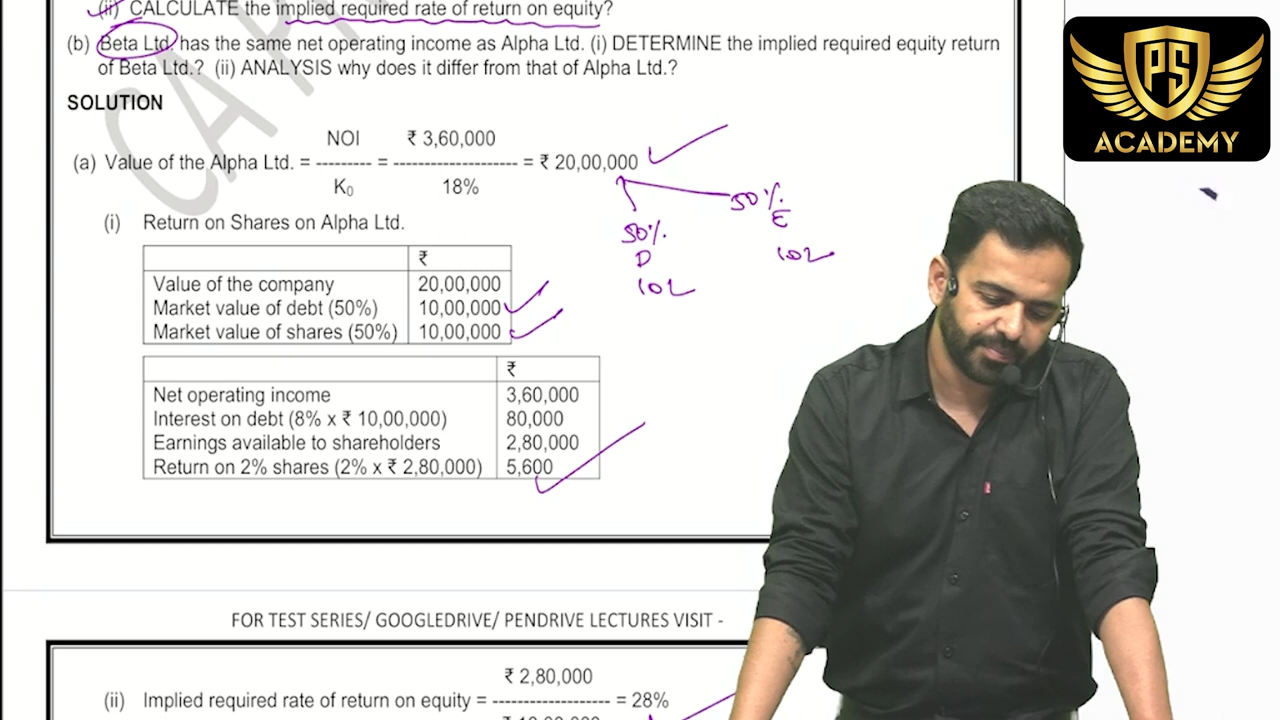 (ii) CALCULATE the implied required rate of return on equity?
(b) Beta Ltd. has the same net operating income as Alpha Ltd. (i) DETERMINE the implied required equity return
of Beta Ltd.? (ii) ANALYSIS why does it differ from that of Alpha Ltd.?
PS
ACADEMY
SOLUTION
NOI ₹ 3,60,000
(a) Value of the Alpha Ltd. = --------- = -------------------- = ₹ 20,00,000
K0 18%
50% 50%
D E
10L 10L
(i) Return on Shares on Alpha Ltd.
₹
Value of the company 20,00,000
Market value of debt (50%) 10,00,000
Market value of shares (50%) 10,00,000
₹
Net operating income 3,60,000
Interest on debt (8% x ₹ 10,00,000) 80,000
Earnings available to shareholders 2,80,000
Return on 2% shares (2% x ₹ 2,80,000) 5,600
FOR TEST SERIES/ GOOGLEDRIVE/ PENDRIVE LECTURES VISIT -
₹ 2,80,000
(ii) Implied required rate of return on equity = ------------------- = 28%